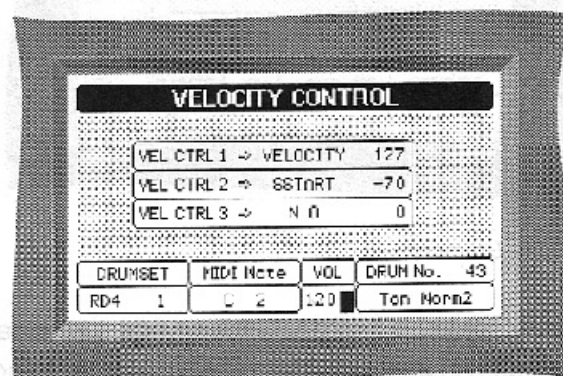 VELOCITY CONTROL
VEL CTRL 1 → VELOCITY 127
VEL CTRL 2 → SSTART -70
VEL CTRL 3 → N A 0
DRUMSET MIDI Note VOL DRUM No. 43
RD4 1 2 120 Tom Norm2